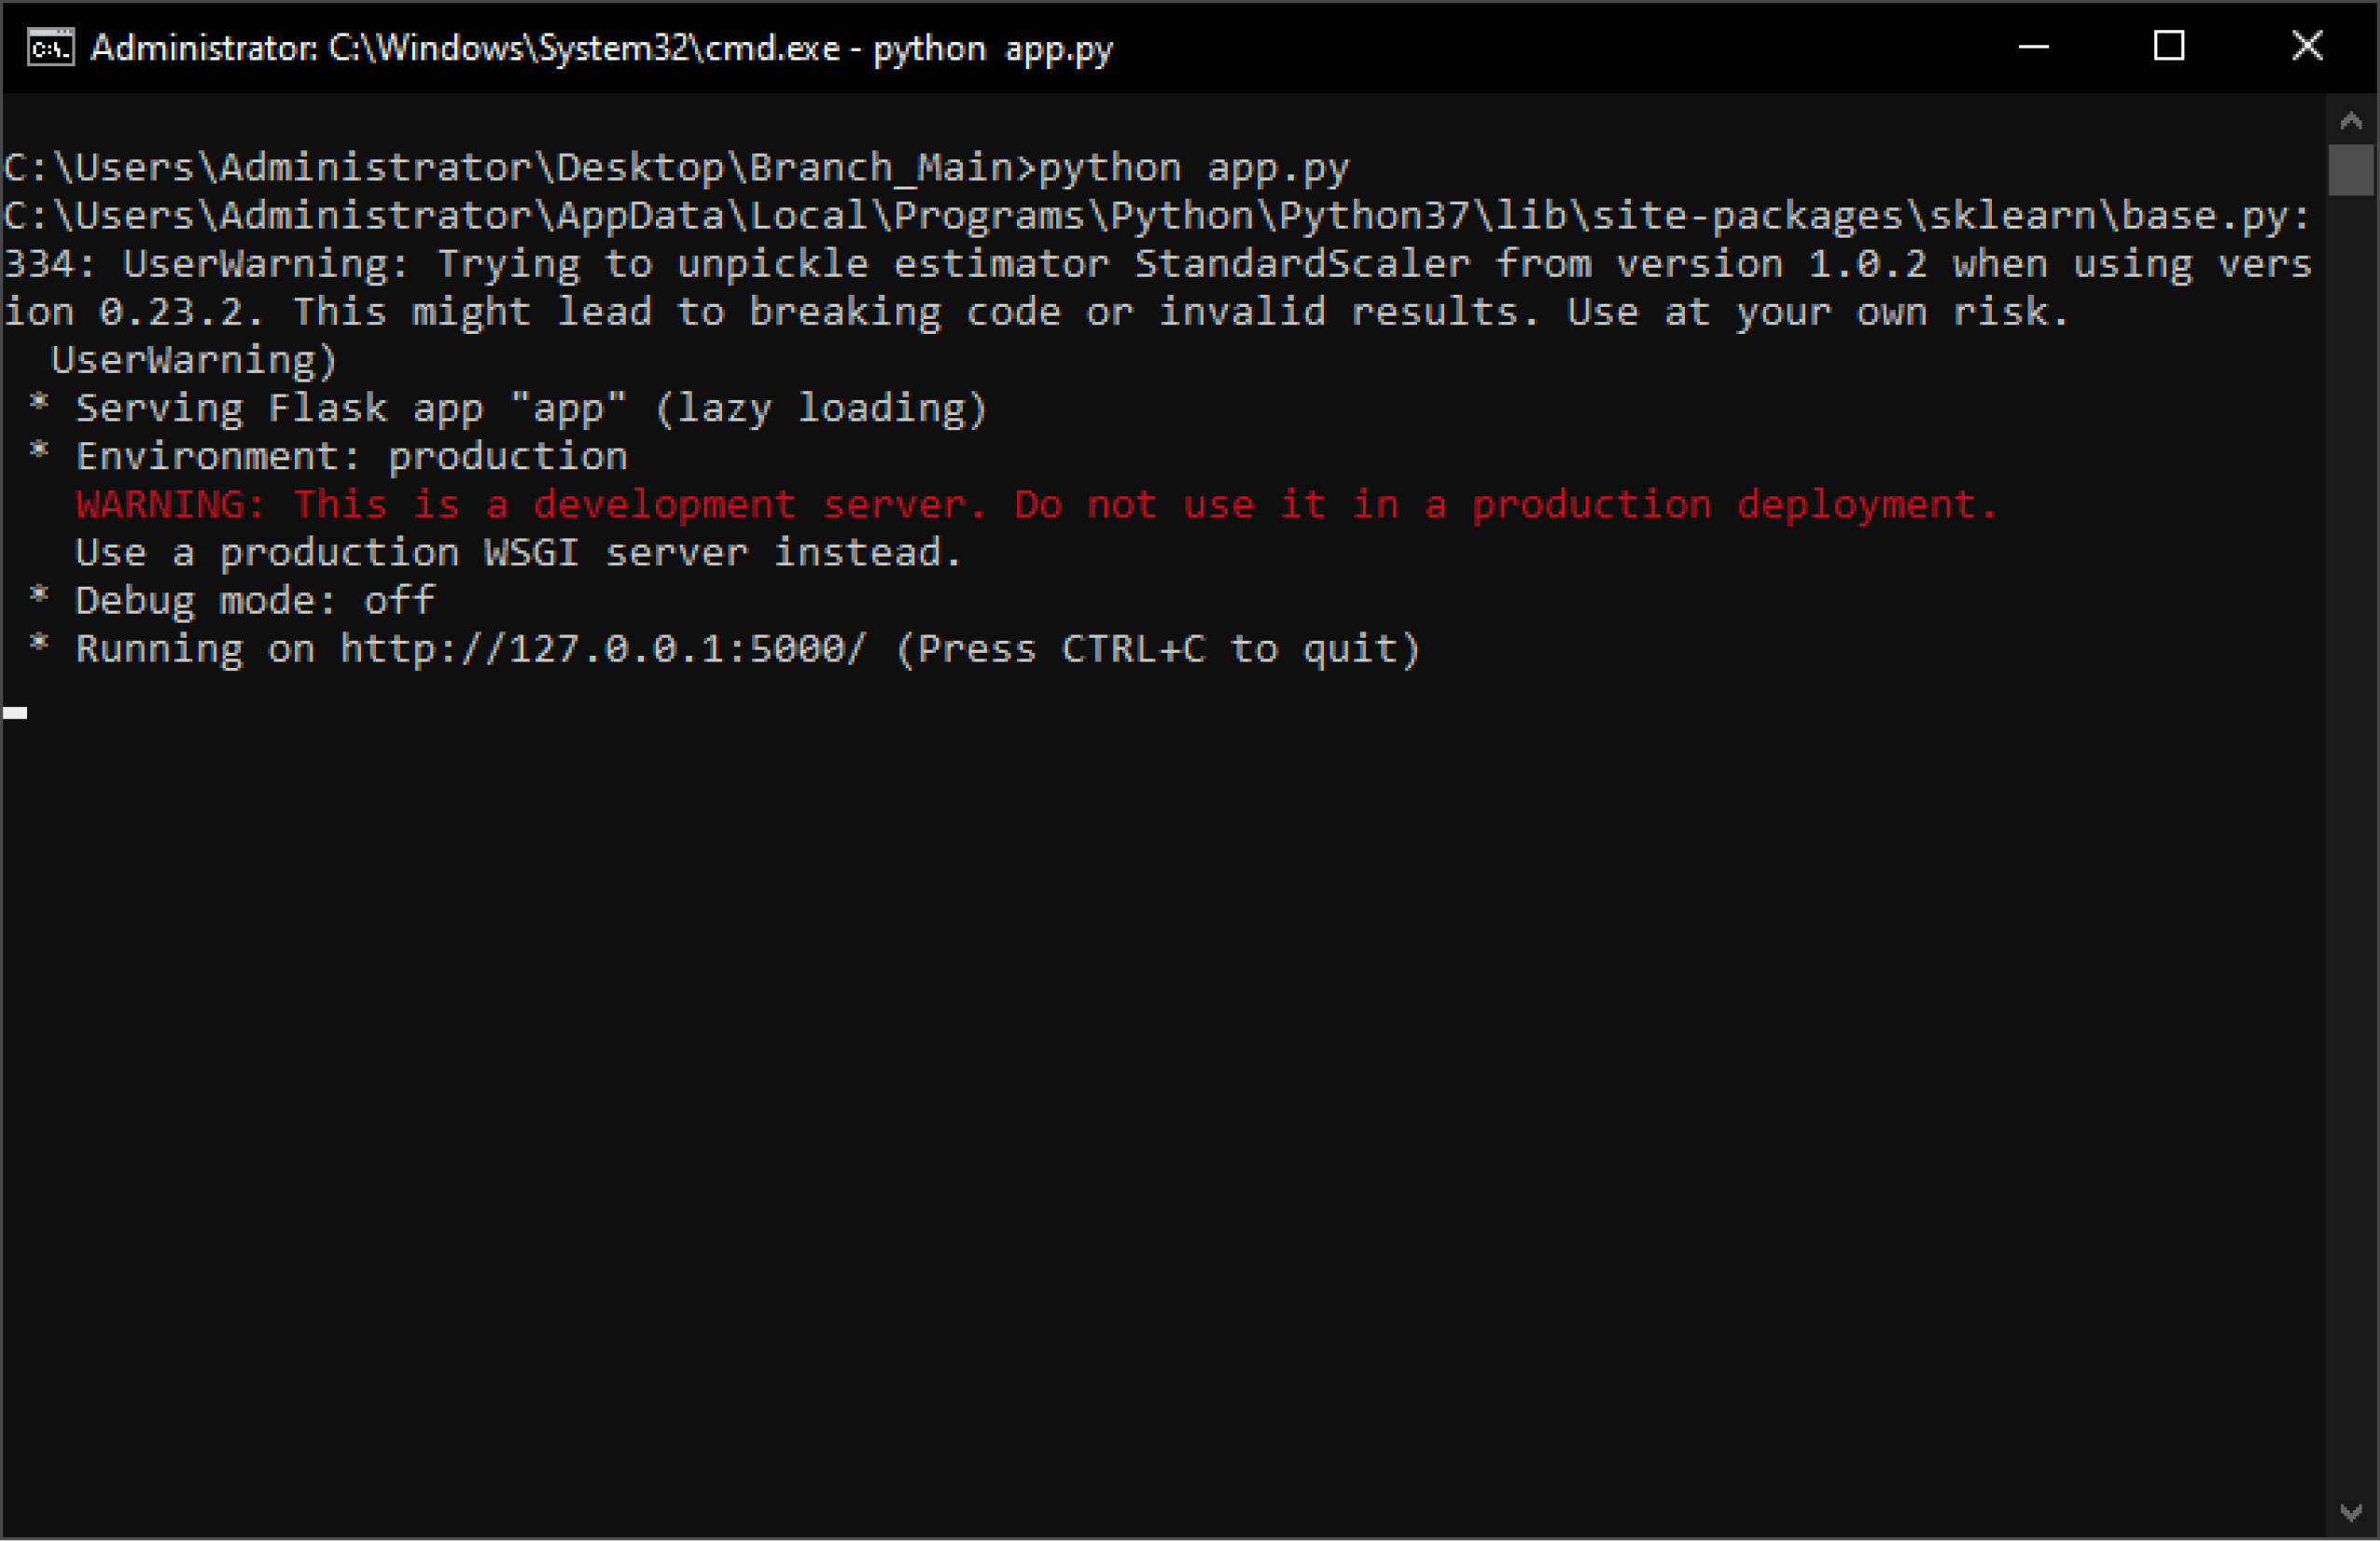 Administrator: C:\Windows\System32\cmd.exe - python  app.py
C:\Users\Administrator\Desktop\Branch_Main>python app.py
C:\Users\Administrator\AppData\Local\Programs\Python\Python37\lib\site-packages\sklearn\base.py:
334: UserWarning: Trying to unpickle estimator StandardScaler from version 1.0.2 when using vers
ion 0.23.2. This might lead to breaking code or invalid results. Use at your own risk.
  UserWarning)
 * Serving Flask app "app" (lazy loading)
 * Environment: production
   WARNING: This is a development server. Do not use it in a production deployment.
   Use a production WSGI server instead.
 * Debug mode: off
 * Running on http://127.0.0.1:5000/ (Press CTRL+C to quit)